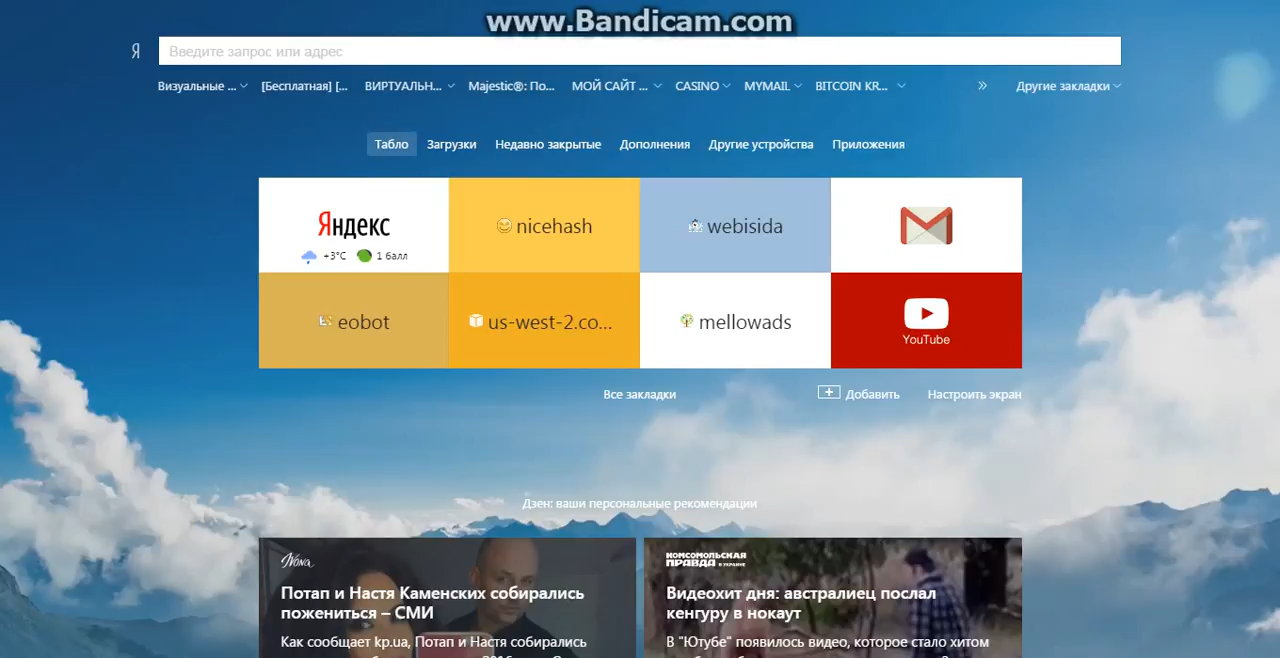 www.Bandicam.com
Я
Введите запрос или адрес
Визуальные ... [Бесплатная] [... ВИРТУАЛЬН... Majestic®: По... МОЙ САЙТ ... CASINO MYMAIL BITCOIN KR... » Другие закладки
Табло Загрузки Недавно закрытые Дополнения Другие устройства Приложения
Яндекс
+3°C 1 балл
nicehash
webisida
eobot
us-west-2.co...
mellowads
YouTube
Все закладки Добавить Настроить экран
Дзен: ваши персональные рекомендации
Nona
Потап и Настя Каменских собирались
пожениться – СМИ
Как сообщает kp.ua, Потап и Настя собирались
КОМСОМОЛЬСКАЯ
ПРАВДА В УКРАИНЕ
Видеохит дня: австралиец послал
кенгуру в нокаут
В "Ютубе" появилось видео, которое стало хитом